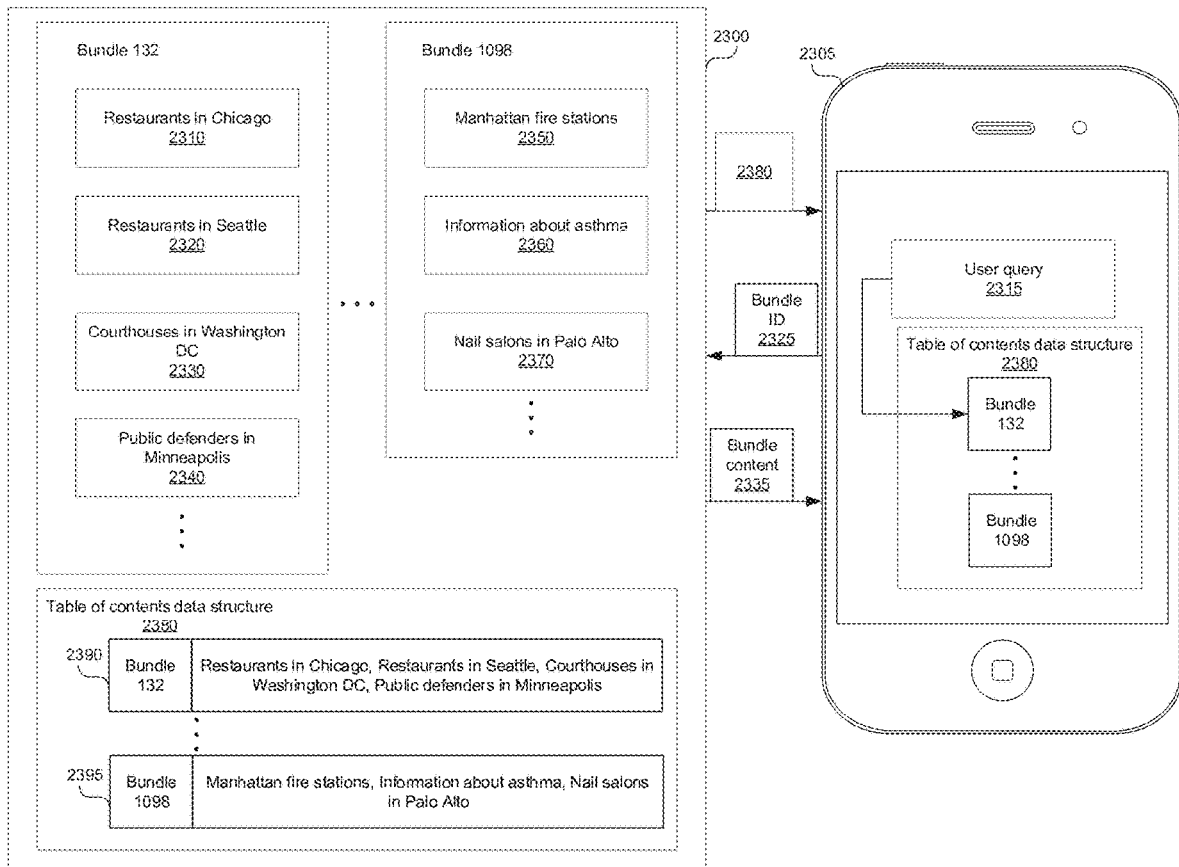 Bundle 132
Restaurants in Chicago
2310
Restaurants in Seattle
2320
Courthouses in Washington
DC
2330
Public defenders in
Minneapolis
2340
Bundle 1098
Manhattan fire stations
2350
Information about asthma
2360
Nail salons in Palo Alto
2370
Table of contents data structure
2380
2390
Bundle
132
Restaurants in Chicago, Restaurants in Seattle, Courthouses in
Washington DC, Public defenders in Minneapolis
2395
Bundle
1098
Manhattan fire stations, Information about asthma, Nail salons
in Palo Alto
2300
2380
Bundle
ID
2325
Bundle
content
2335
2305
User query
2315
Table of contents data structure
2380
Bundle
132
Bundle
1098